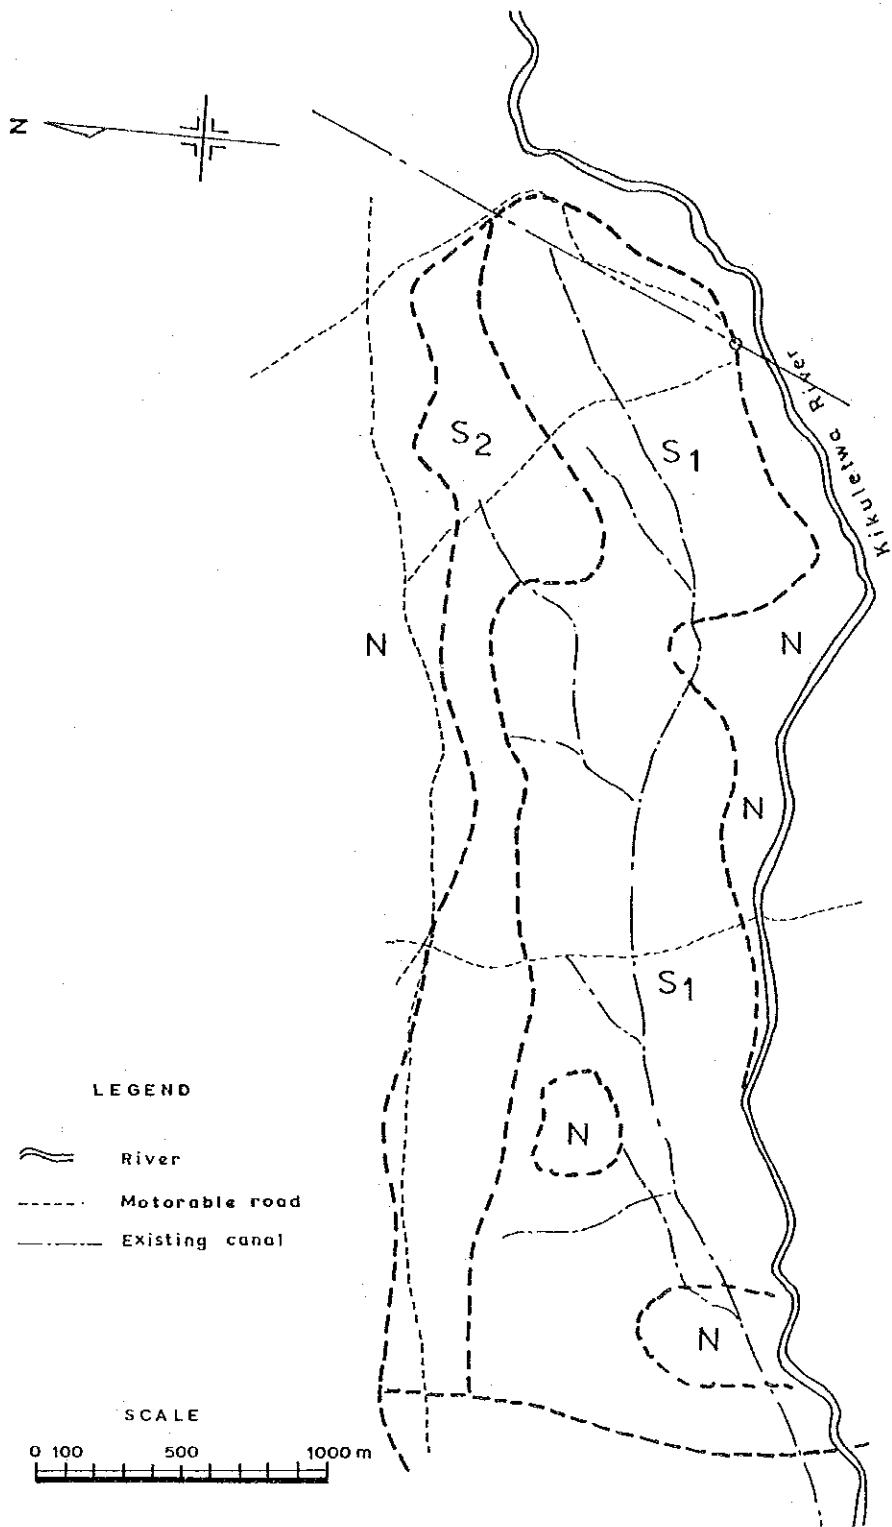 N
Kikuletwa River
S2
S1
N
N
N
S1
N
N
LEGEND
River
Motorable road
Existing canal
SCALE
0 100 500 1000 m